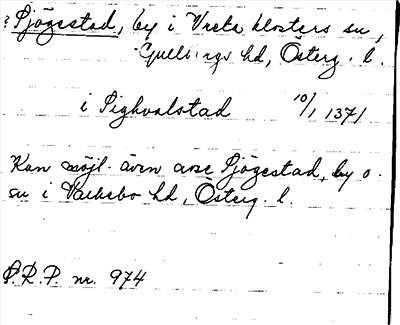 ? Sjögestad, by i Vreta klosters sn,
Gullbergs hd, Österg. l.
i Sighvalstad 10/1 1371
Kan möjl. även avse Sjögestad, by o.
sn i Valkebo hd, Österg. l.
S.R.P. nr. 974